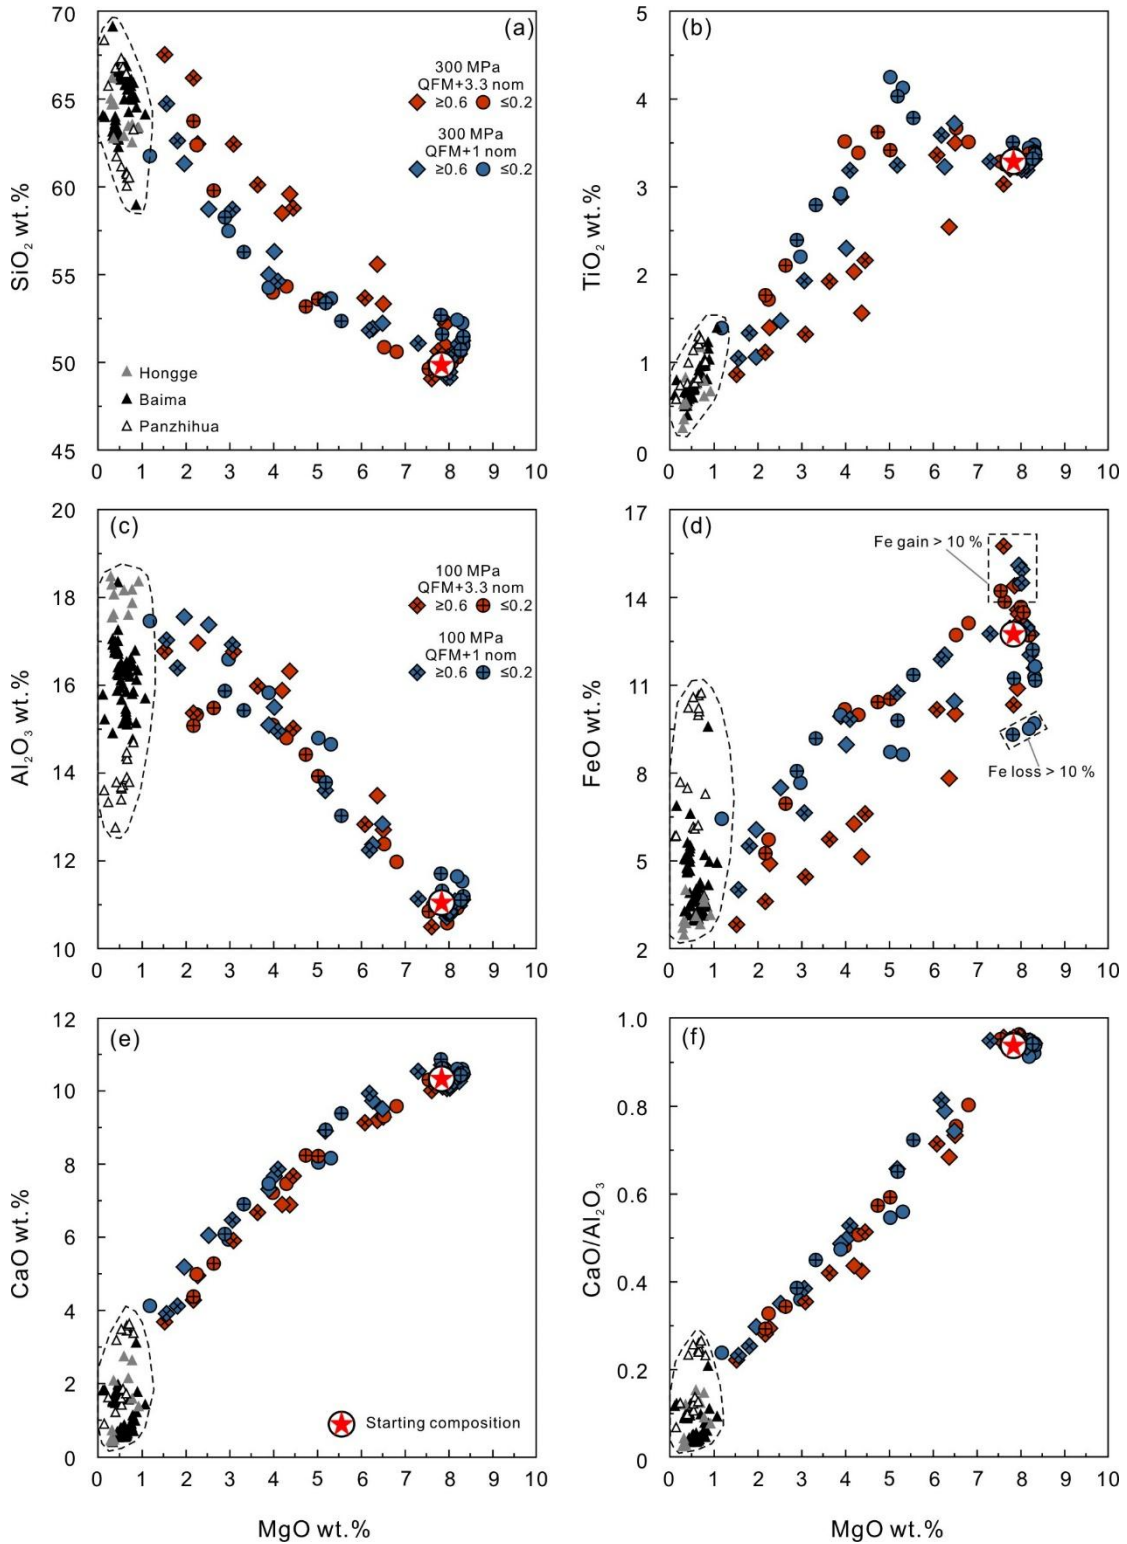 (a)
70
65
60
55
50
45
SiO₂ wt.%
300 MPa
QFM+3.3 nom
≥0.6 ≤0.2
300 MPa
QFM+1 nom
≥0.6 ≤0.2
Hongge
Baima
Panzhihua
0 1 2 3 4 5 6 7 8 9 10
(b)
5
4
3
2
1
0
TiO₂ wt.%
0 1 2 3 4 5 6 7 8 9 10
(c)
20
18
16
14
12
10
Al₂O₃ wt.%
100 MPa
QFM+3.3 nom
≥0.6 ≤0.2
100 MPa
QFM+1 nom
≥0.6 ≤0.2
0 1 2 3 4 5 6 7 8 9 10
(d)
17
14
11
8
5
2
FeO wt.%
Fe gain > 10 %
Fe loss > 10 %
0 1 2 3 4 5 6 7 8 9 10
(e)
12
10
8
6
4
2
0
CaO wt.%
Starting composition
0 1 2 3 4 5 6 7 8 9 10
MgO wt.%
(f)
1.0
0.8
0.6
0.4
0.2
0
CaO/Al₂O₃
0 1 2 3 4 5 6 7 8 9 10
MgO wt.%